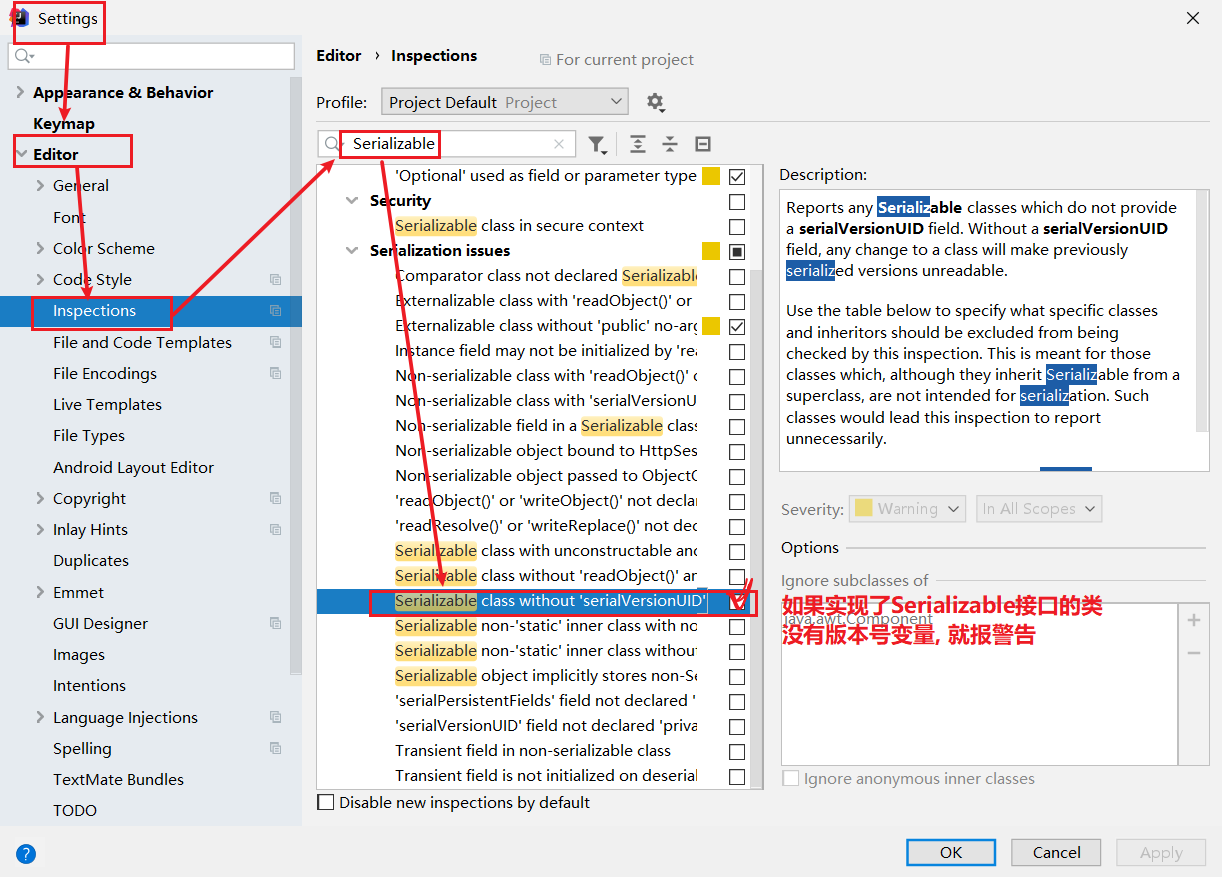 Settings
Appearance & Behavior
Keymap
Editor
General
Font
Color Scheme
Code Style
Inspections
File and Code Templates
File Encodings
Live Templates
File Types
Android Layout Editor
Copyright
Inlay Hints
Duplicates
Emmet
GUI Designer
Images
Intentions
Language Injections
Spelling
TextMate Bundles
TODO
Editor › Inspections For current project
Profile: Project Default Project
Serializable
'Optional' used as field or parameter type
Security
Serializable class in secure context
Serialization issues
Comparator class not declared Serializable
Externalizable class with 'readObject()' or
Externalizable class without 'public' no-arg
Instance field may not be initialized by 'rea
Non-serializable class with 'readObject()' o
Non-serializable class with 'serialVersionU
Non-serializable field in a Serializable class
Non-serializable object bound to HttpSes
Non-serializable object passed to ObjectO
'readObject()' or 'writeObject()' not declar
'readResolve()' or 'writeReplace()' not dec
Serializable class with unconstructable anc
Serializable class without 'readObject()' an
Serializable class without 'serialVersionUID'
Serializable non-'static' inner class with no
Serializable non-'static' inner class without
Serializable object implicitly stores non-Se
'serialPersistentFields' field not declared '
'serialVersionUID' field not declared 'priva
Transient field in non-serializable class
Transient field is not initialized on deserial
Disable new inspections by default
Description:
Reports any Serializable classes which do not provide
a serialVersionUID field. Without a serialVersionUID
field, any change to a class will make previously
serialized versions unreadable.
Use the table below to specify what specific classes
and inheritors should be excluded from being
checked by this inspection. This is meant for those
classes which, although they inherit Serializable from a
superclass, are not intended for serialization. Such
classes would lead this inspection to report
unnecessarily.
Severity: Warning In All Scopes
Options
Ignore subclasses of
如果实现了Serializable接口的类
java.awt.Component
没有版本号变量, 就报警告
Ignore anonymous inner classes
?
OK Cancel Apply